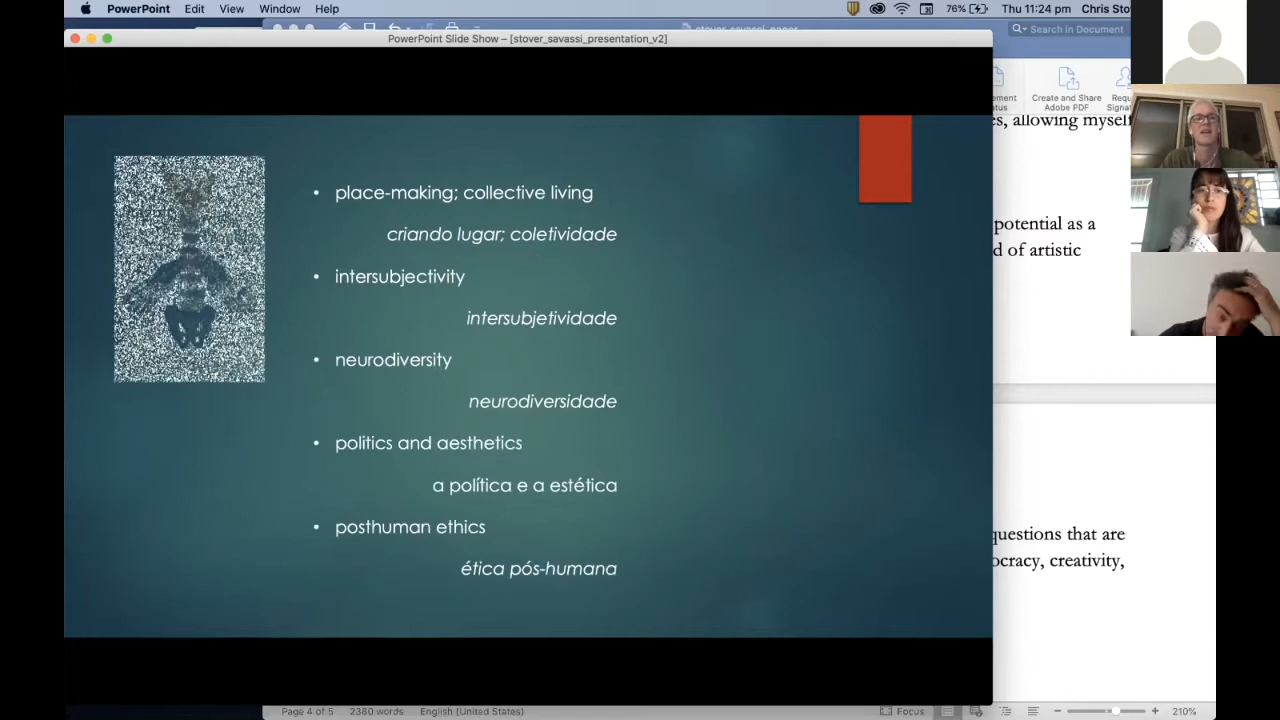 PowerPoint Edit View Window Help 76% Thu 11:24 pm Chris Sto
PowerPoint Slide Show – [stover_savassi_presentation_v2]
Search in Document
Create and Share
Adobe PDF
es, allowing myself
• place-making; collective living
criando lugar; coletividade
• intersubjectivity
intersubjetividade
• neurodiversity
neurodiversidade
• politics and aesthetics
a política e a estética
• posthuman ethics
ética pós-humana
potential as a
d of artistic
questions that are
ocracy, creativity,
Page 4 of 5 2380 words English (United States) Focus 210%